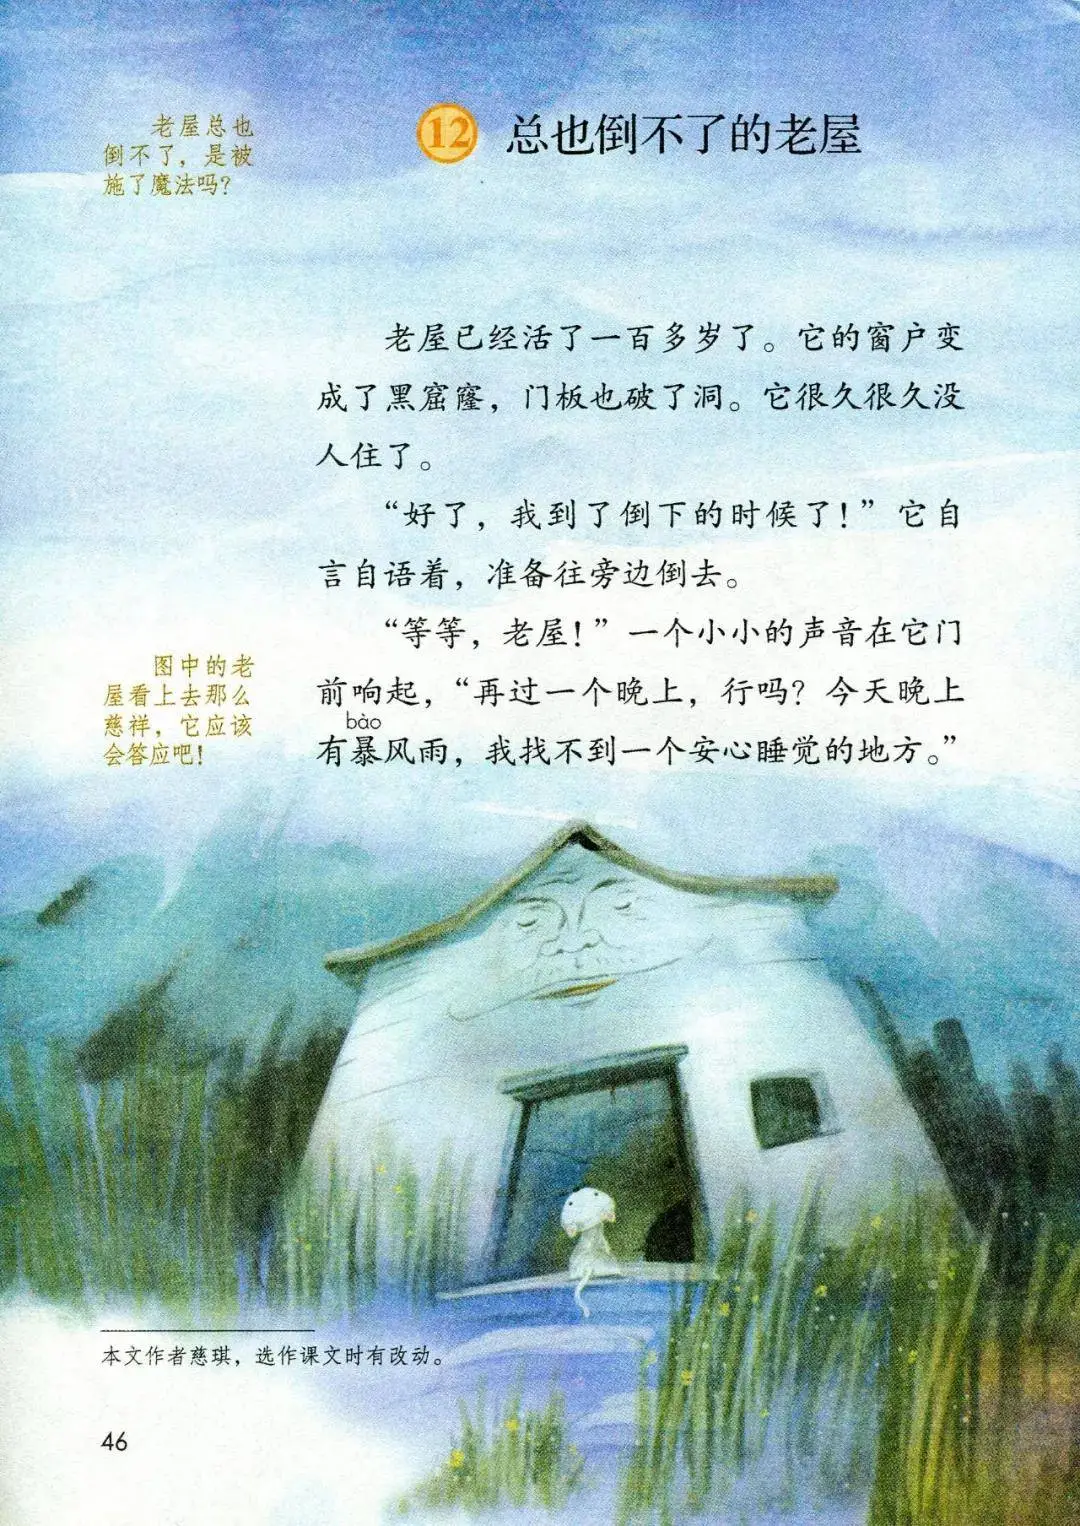 老屋总也
倒不了，是被
施了魔法吗？
12 总也倒不了的老屋
老屋已经活了一百多岁了。它的窗户变
成了黑窟窿，门板也破了洞。它很久很久没
人住了。
“好了，我到了倒下的时候了！”它自
言自语着，准备往旁边倒去。
“等等，老屋！”一个小小的声音在它门
前响起，“再过一个晚上，行吗？今天晚上
bào
有暴风雨，我找不到一个安心睡觉的地方。”
图中的老
屋看上去那么
慈祥，它应该
会答应吧！
本文作者慈琪，选作课文时有改动。
46